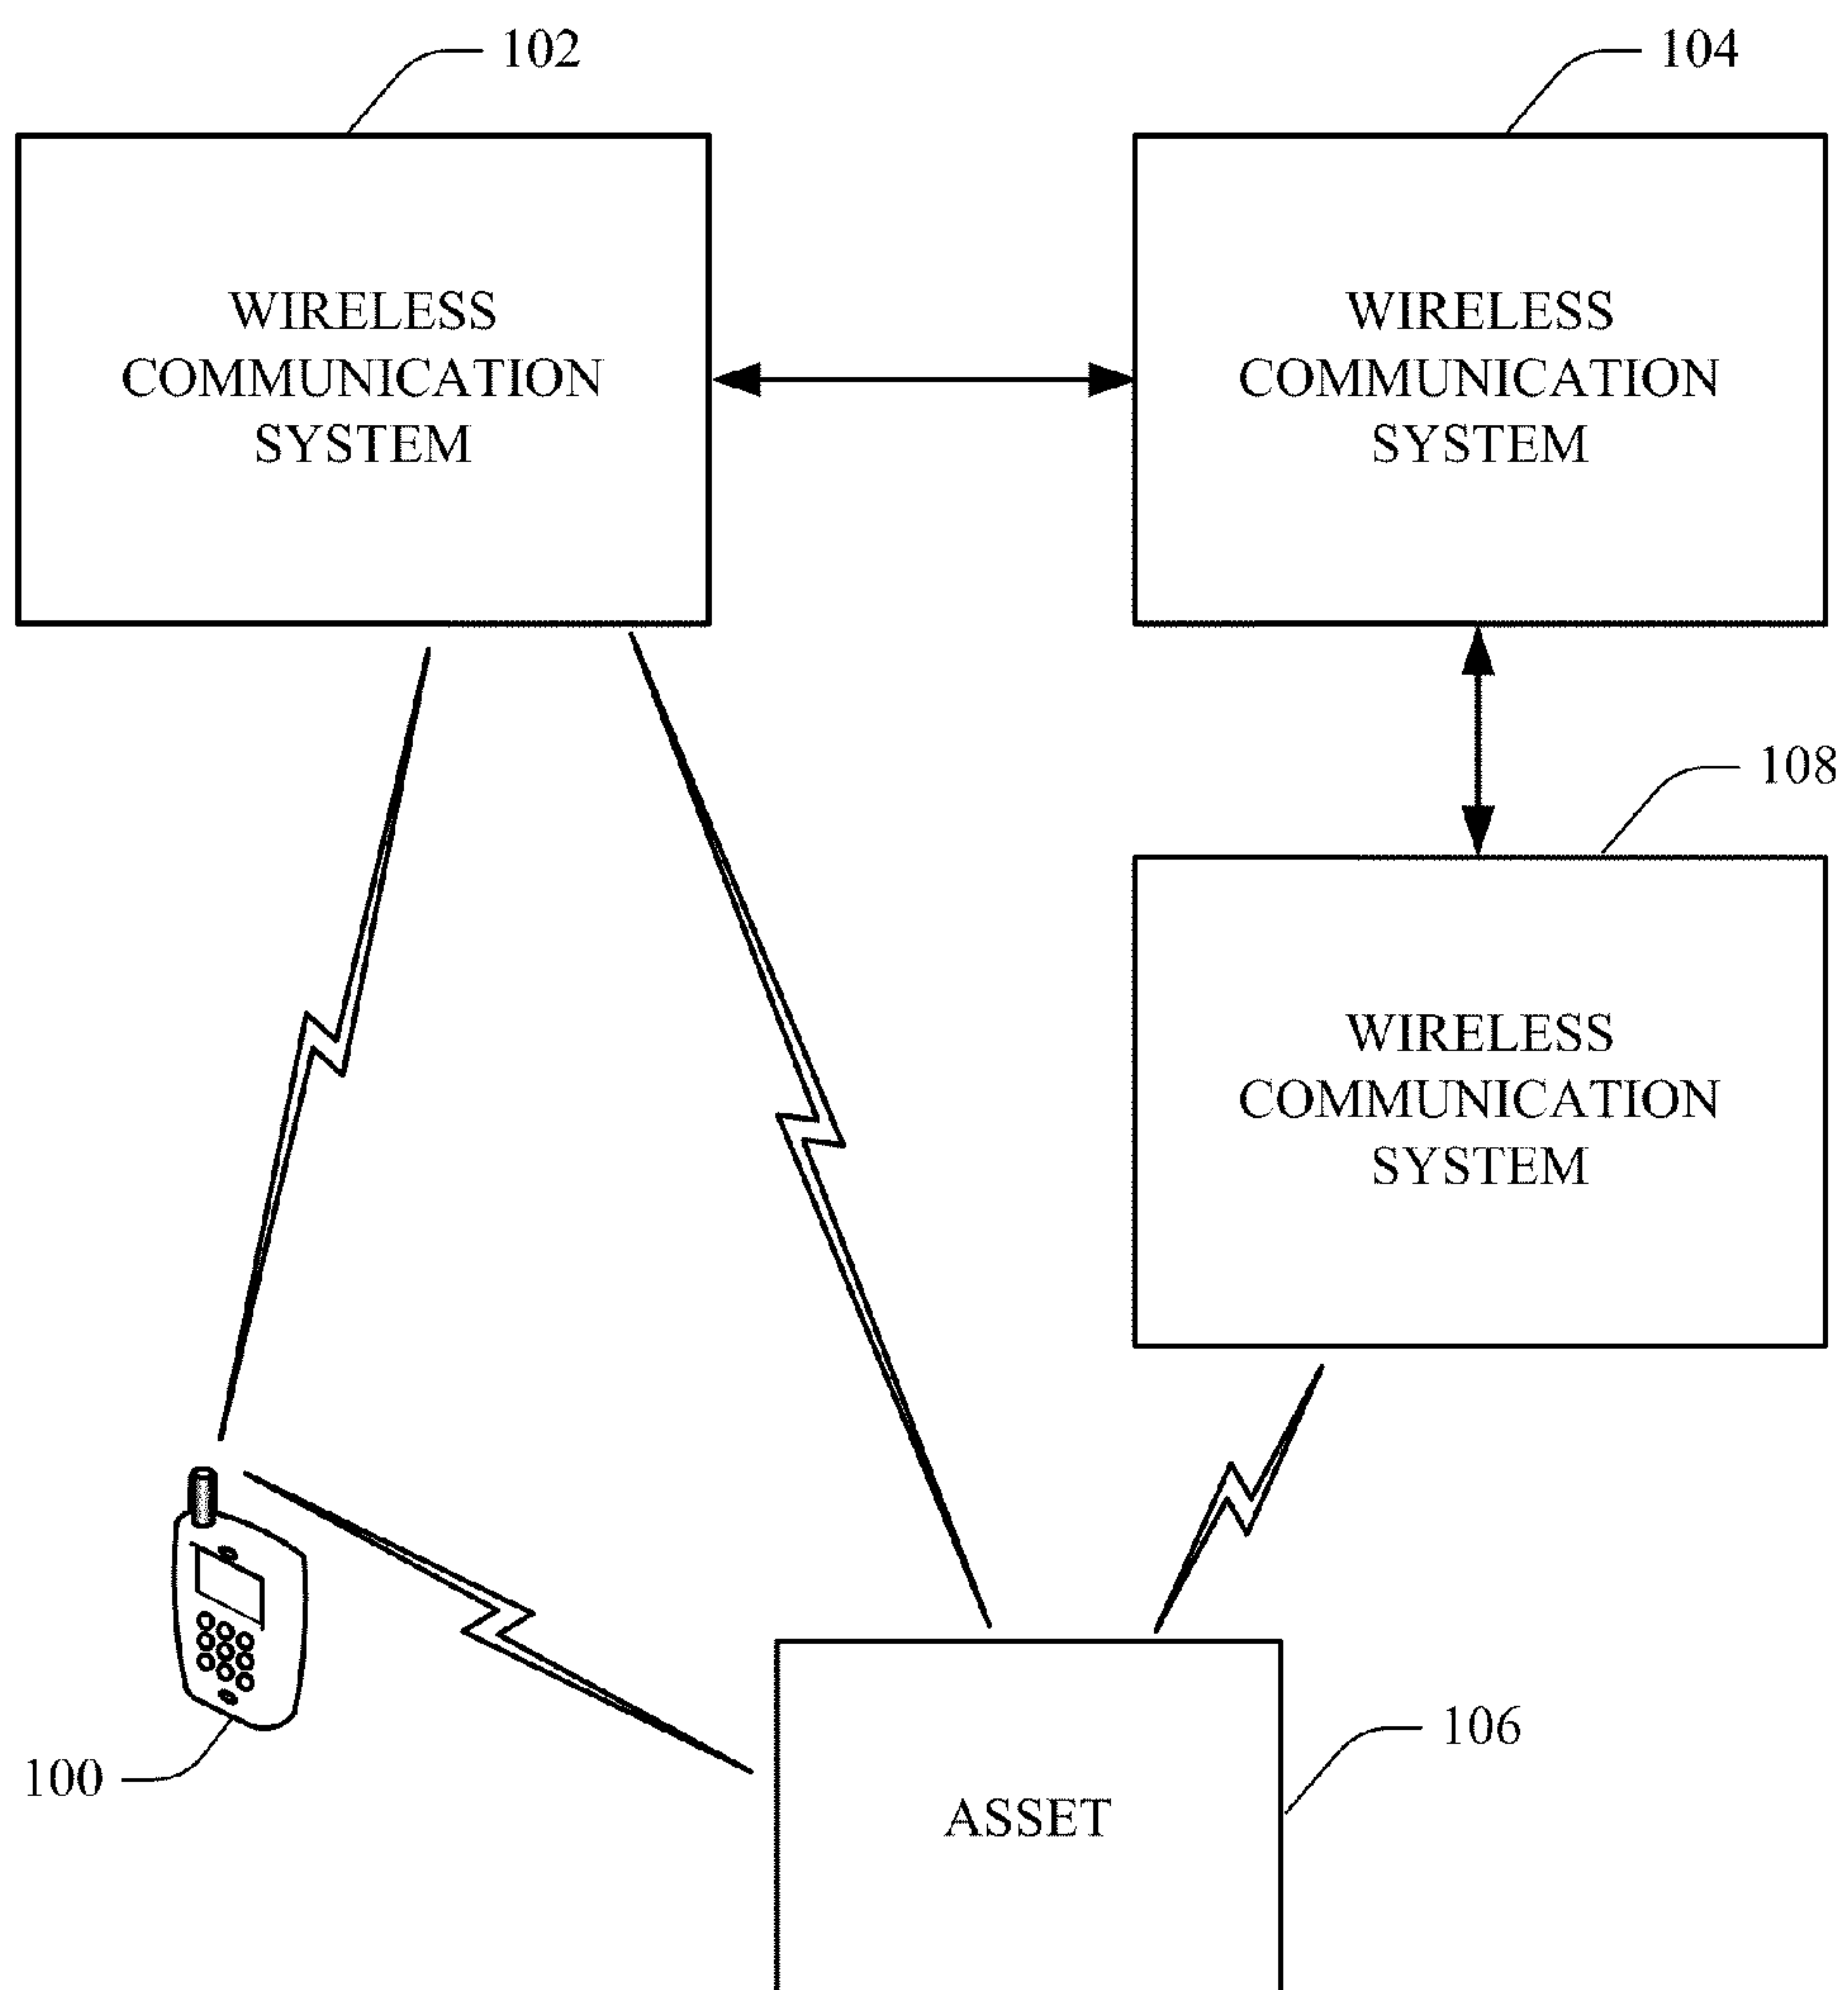 102
104
WIRELESS
COMMUNICATION
SYSTEM
WIRELESS
COMMUNICATION
SYSTEM
108
WIRELESS
COMMUNICATION
SYSTEM
106
100
ASSET